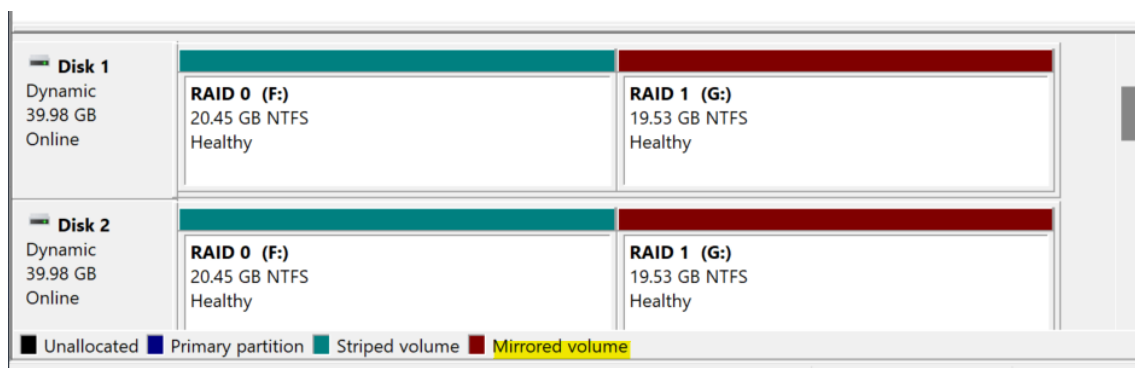 Disk 1
Dynamic
39.98 GB
Online
RAID 0 (F:)
20.45 GB NTFS
Healthy
RAID 1 (G:)
19.53 GB NTFS
Healthy
Disk 2
Dynamic
39.98 GB
Online
RAID 0 (F:)
20.45 GB NTFS
Healthy
RAID 1 (G:)
19.53 GB NTFS
Healthy
Unallocated Primary partition Striped volume Mirrored volume